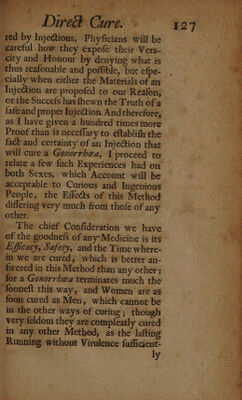 Direct Cure. 127
red by Injections, Phyſicians will be
careful how they expoſe their Vera-
city and Honour by denying what is
thus reaſonable and poſſible, but eſpe-
cially when either the Materials of an
Injection are propoſed to our Reaſon,
or the Succeſs has ſhewn the Truth of a
ſafe and proper Injection. And therefore,
as I have given a hundred times more
Proof than is neceſſary to eſtabliſh the
fact and certainty of an Injection that
will cure a Gonorrhœa, I proceed to
relate a few ſuch Experiences had on
both Sexes, which Account will be
acceptable to Curious and Ingenious
People, the Effects of this Method
differing very much from thoſe of any
other.
The chief Conſideration we have
of the goodneſs of any Medicine is its
Efficacy, Safety, and the Time where-
in we are cured, which is better an-
ſwered in this Method than any other;
for a Gonorrhœa terminates much the
ſooneſt this way, and Women are as
ſoon cured as Men, which cannot be
in the other ways of curing; though
very ſeldom they are compleatly cured
in any other Method, as the laſting
Running without Virulence ſufficient-
ly